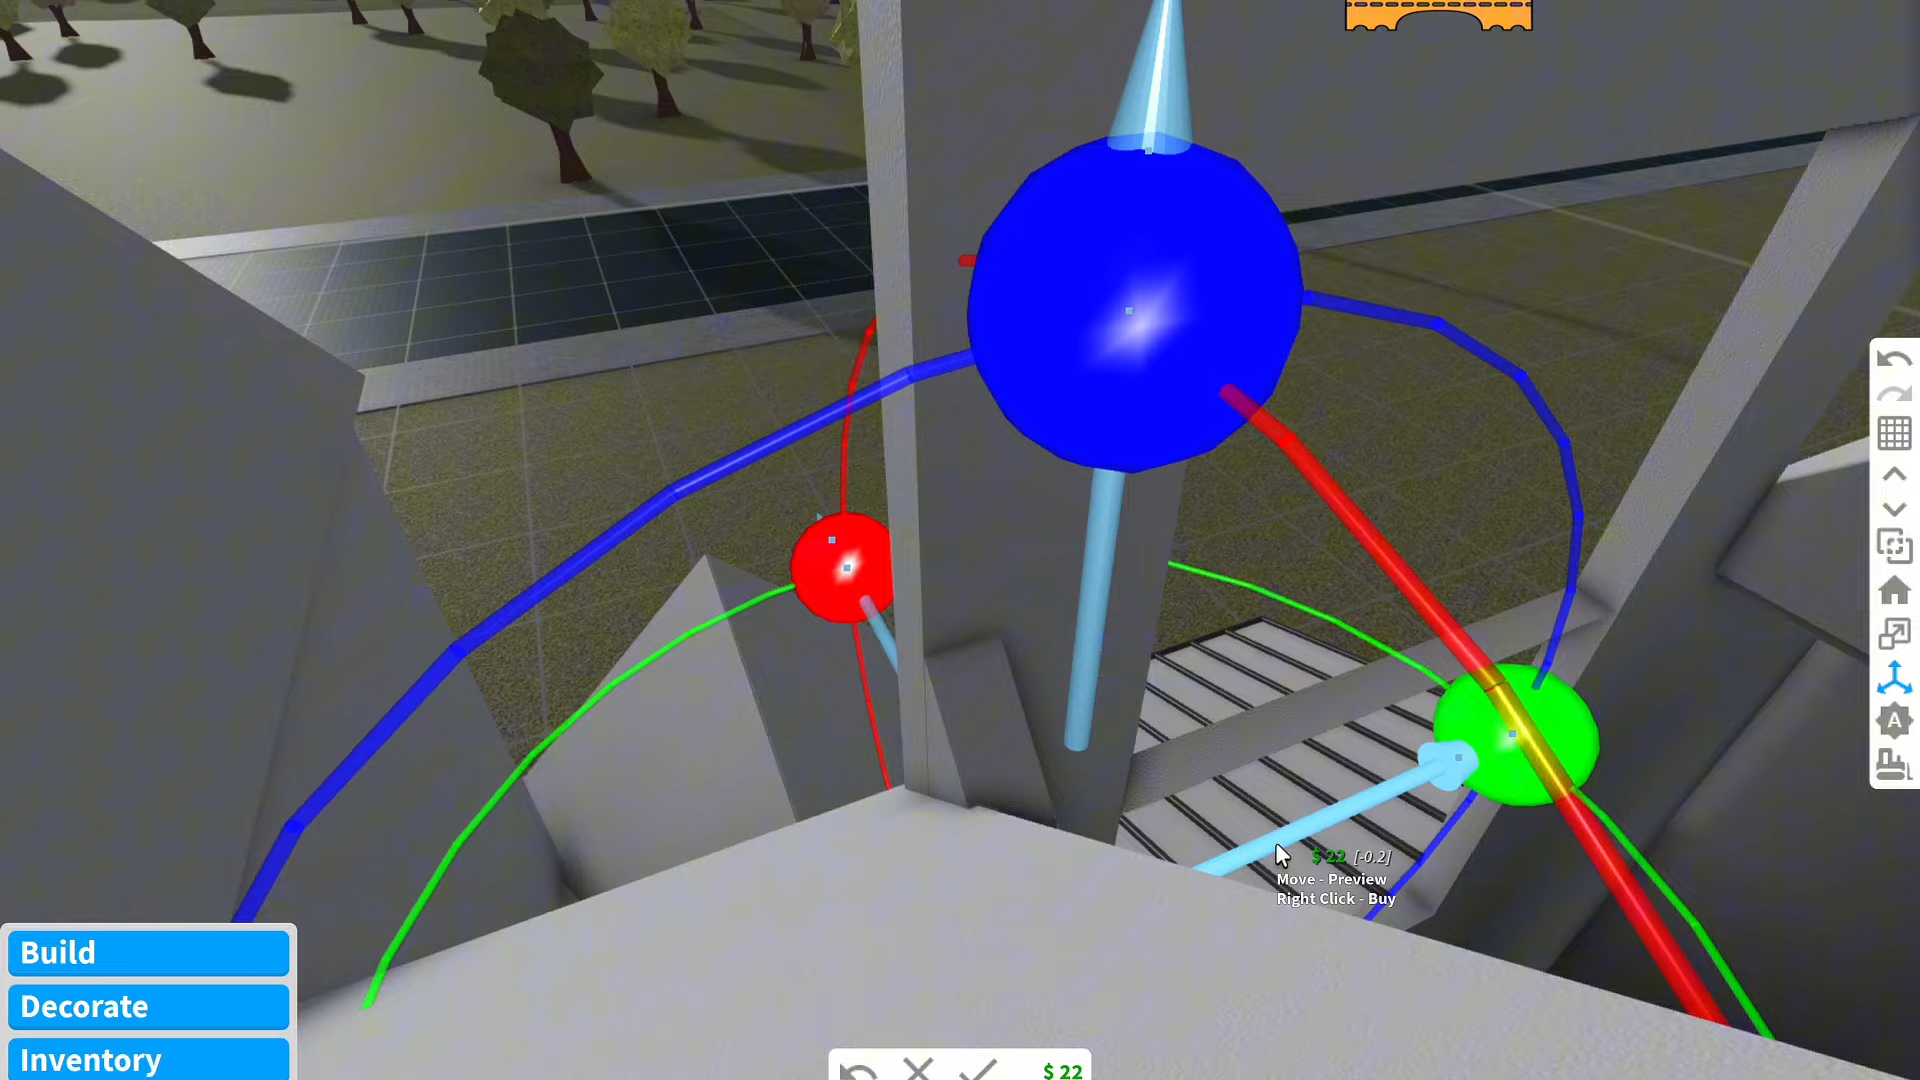 $ 22 [-0.2]
Move - Preview
Right Click - Buy
A
Build
Decorate
Inventory
$ 22